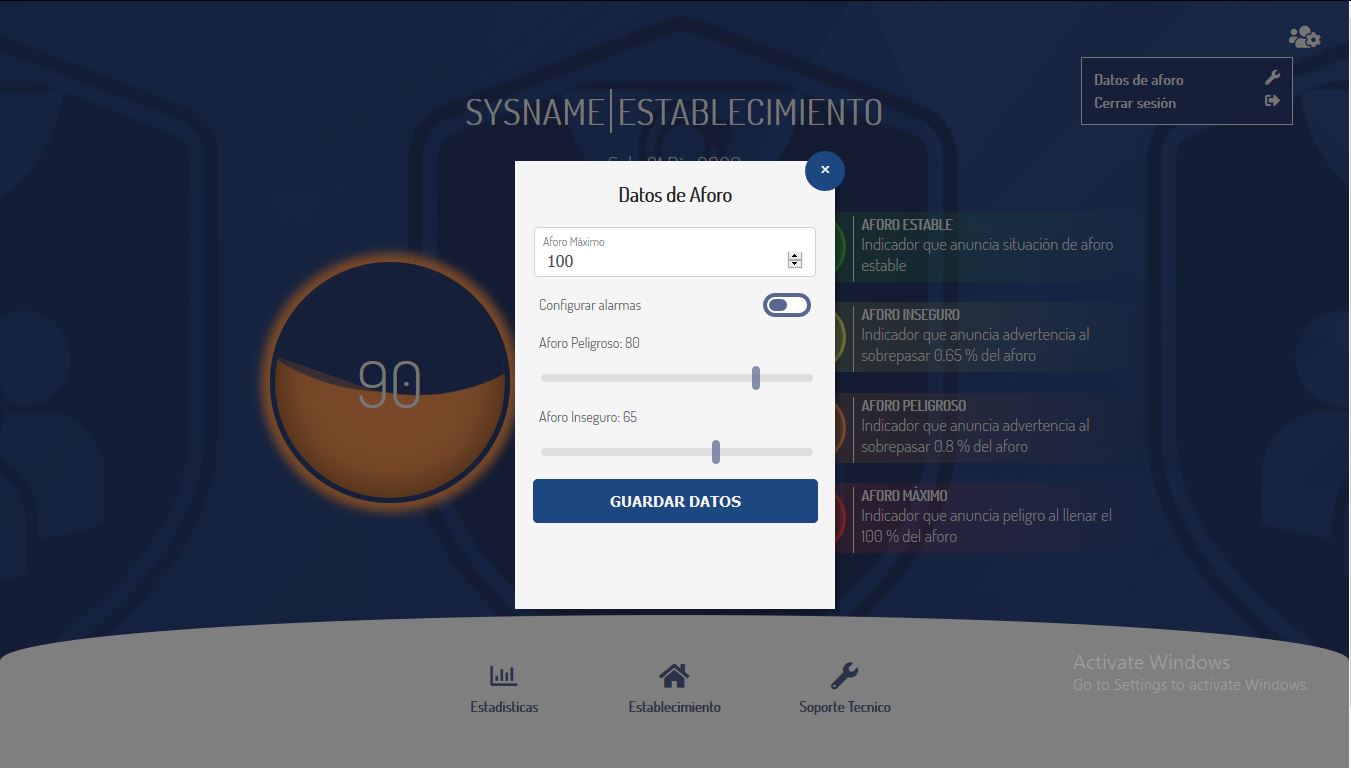 Datos de aforo
Cerrar sesión
SYSNAME|ESTABLECIMIENTO
Datos de Aforo
x
Aforo Máximo
100
Configurar alarmas
Aforo Peligroso: 80
Aforo Inseguro: 65
GUARDAR DATOS
90
AFORO ESTABLE
Indicador que anuncia situación de aforo
estable
AFORO INSEGURO
Indicador que anuncia advertencia al
sobrepasar 0.65 % del aforo
AFORO PELIGROSO
Indicador que anuncia advertencia al
sobrepasar 0.8 % del aforo
AFORO MÁXIMO
Indicador que anuncia peligro al llenar el
100 % del aforo
Estadisticas
Establecimiento
Soporte Tecnico
Activate Windows
Go to Settings to activate Windows.